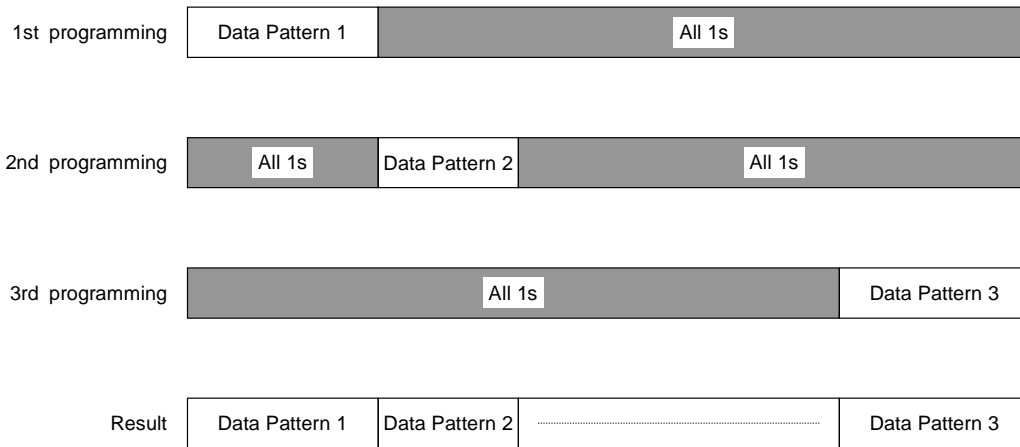 1st programming Data Pattern 1 All 1s
2nd programming All 1s Data Pattern 2 All 1s
3rd programming All 1s Data Pattern 3
Result Data Pattern 1 Data Pattern 2 Data Pattern 3